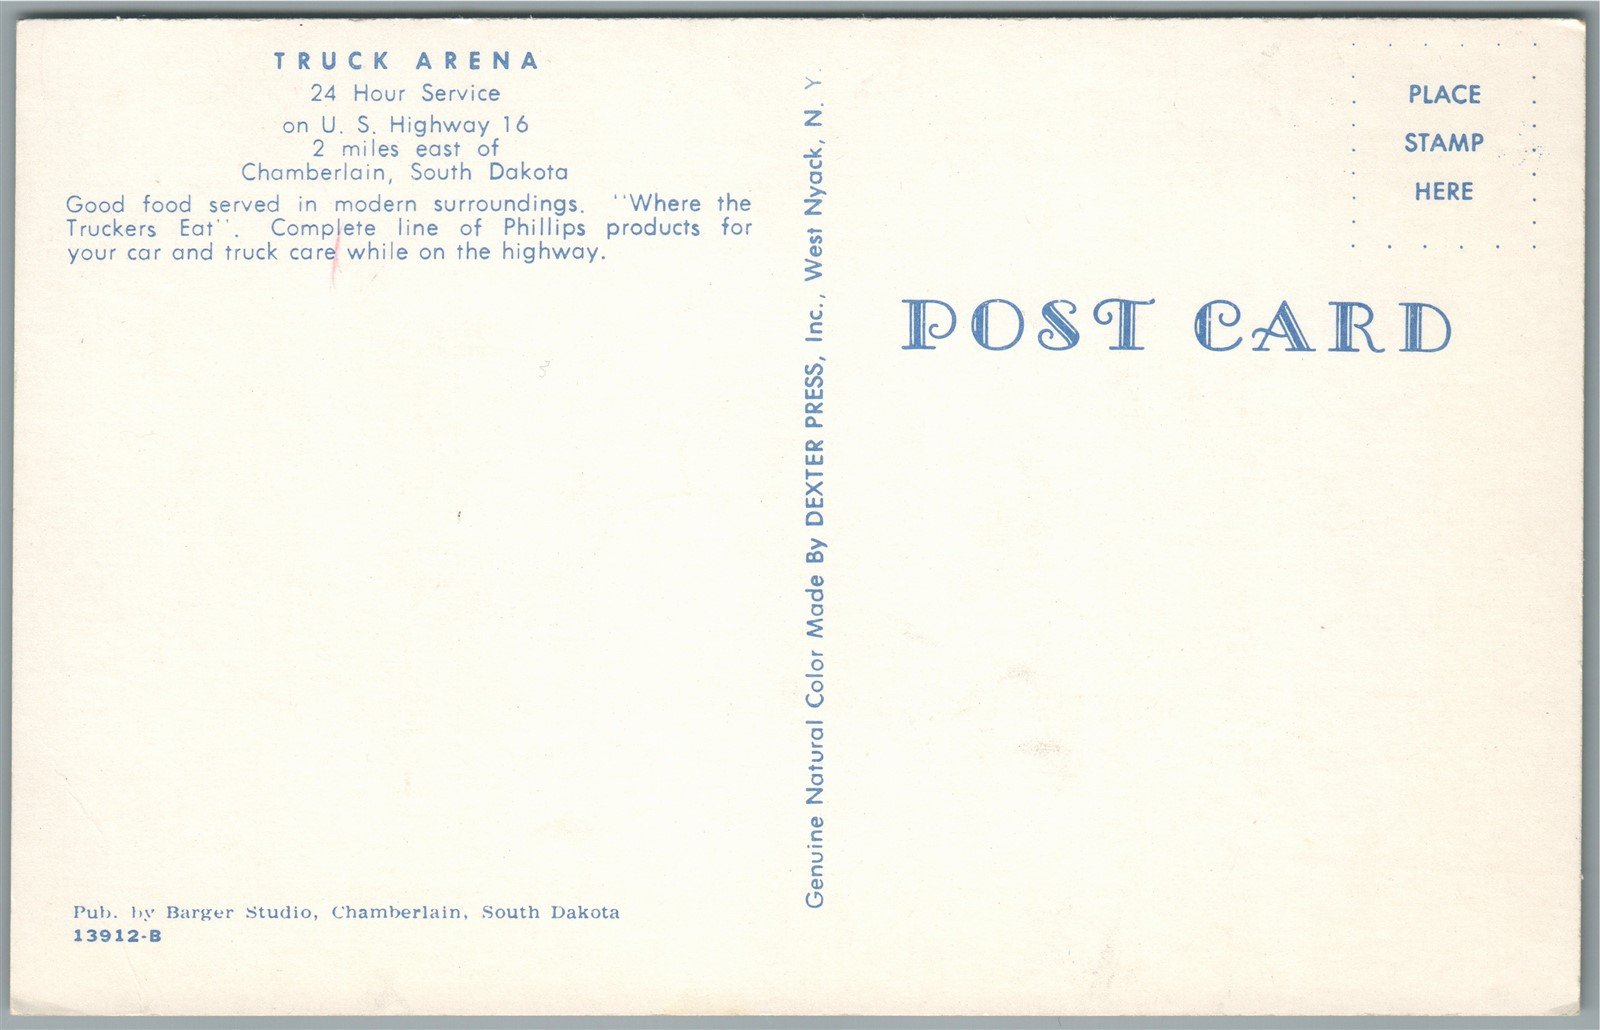 TRUCK ARENA
24 Hour Service
on U. S. Highway 16
2 miles east of
Chamberlain, South Dakota
Good food served in modern surroundings. "Where the
Truckers Eat". Complete line of Phillips products for
your car and truck care while on the highway.
Pub. by Barger Studio, Chamberlain, South Dakota
13912-B
Genuine Natural Color Made By DEXTER PRESS, Inc., West Nyack, N. Y.
PLACE
STAMP
HERE
POST CARD